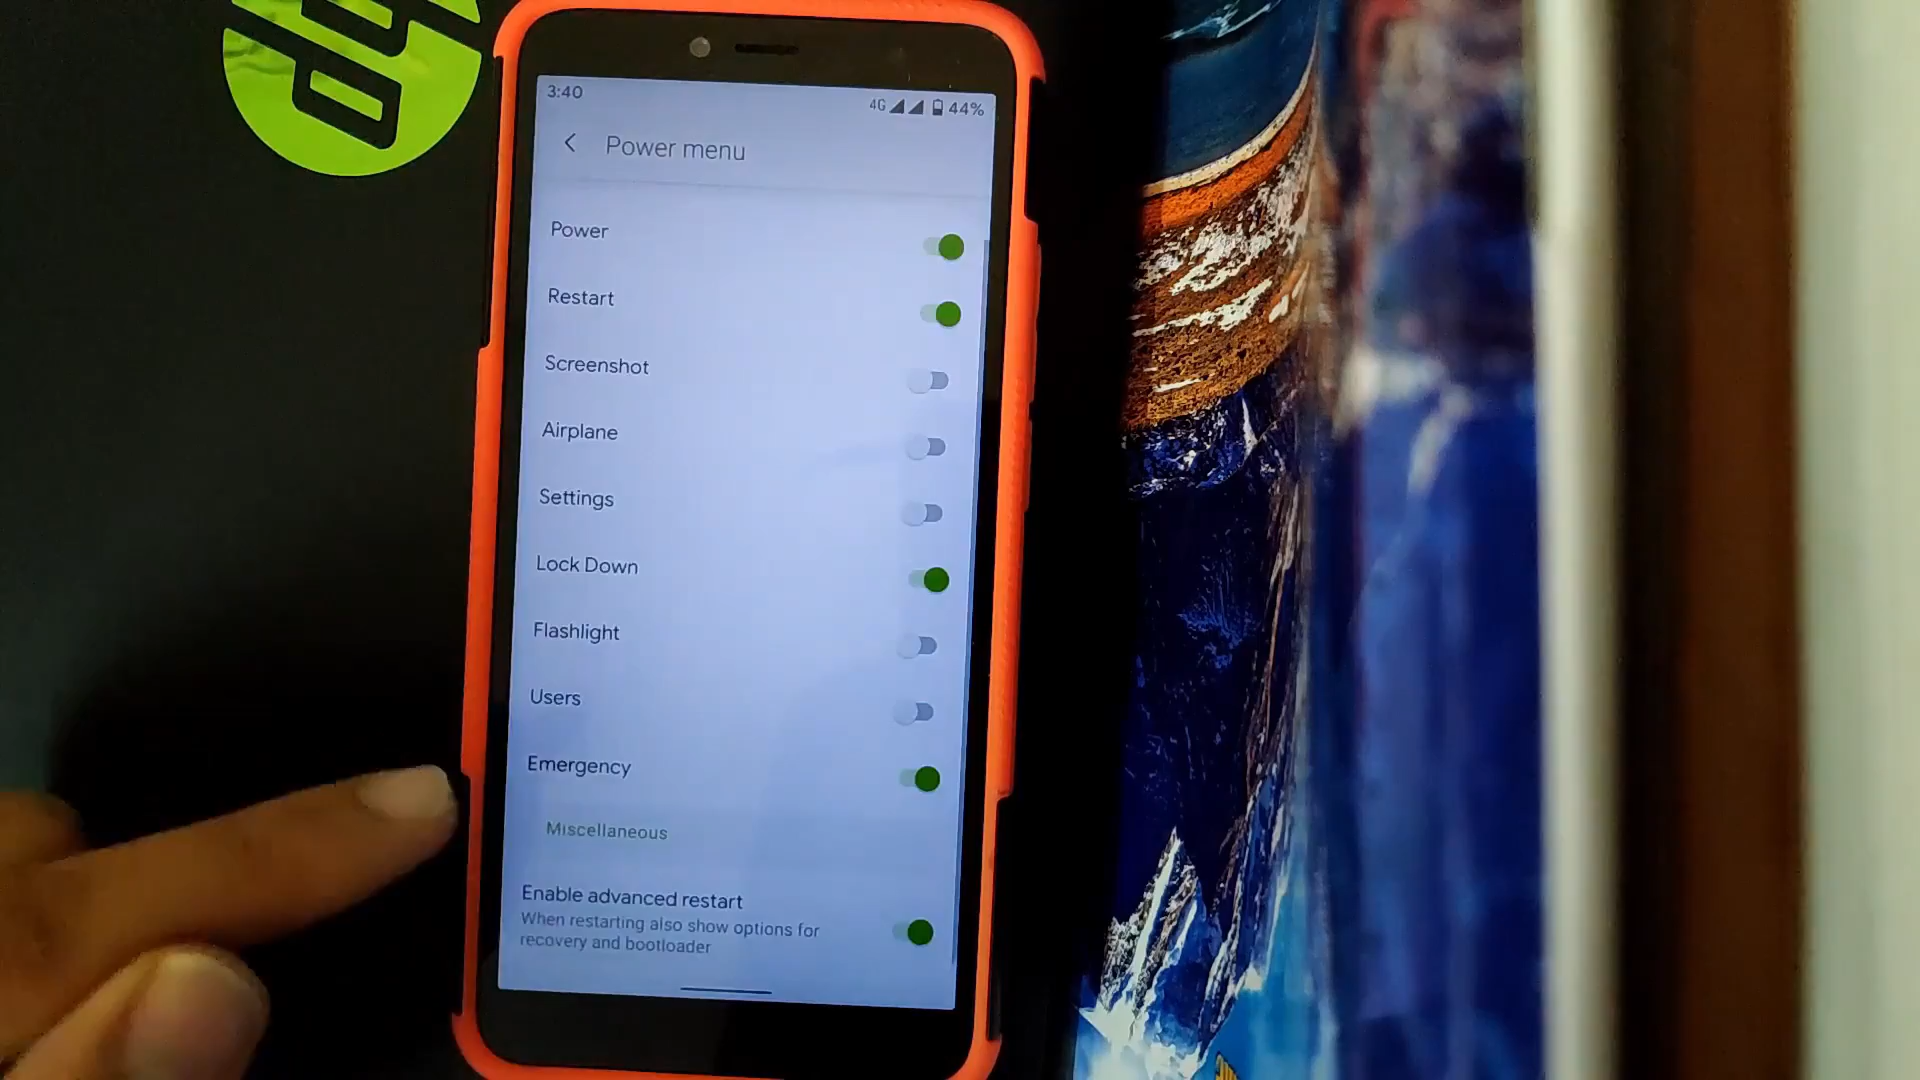 hp
3:40
4G 44%
Power menu
Power
Restart
Screenshot
Airplane
Settings
Lock Down
Flashlight
Users
Emergency
Miscellaneous
Enable advanced restart
When restarting also show options for
recovery and bootloader